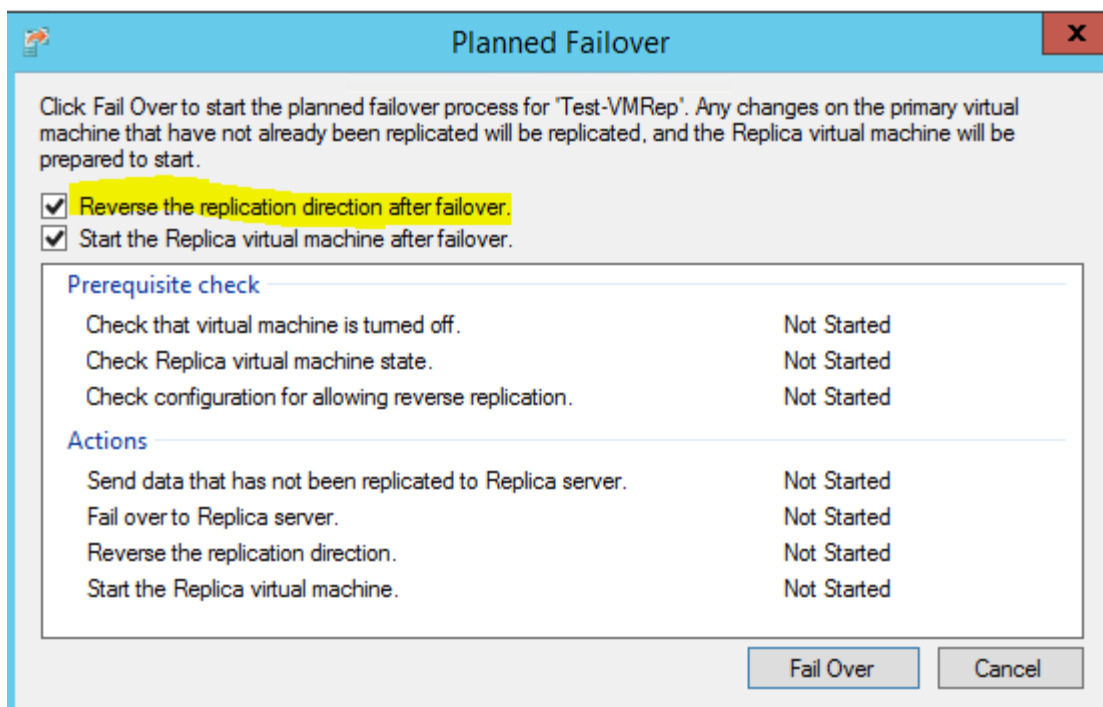 Planned Failover
x
Click Fail Over to start the planned failover process for 'Test-VMRep'. Any changes on the primary virtual
machine that have not already been replicated will be replicated, and the Replica virtual machine will be
prepared to start.
Reverse the replication direction after failover.
Start the Replica virtual machine after failover.
Prerequisite check
Check that virtual machine is turned off. Not Started
Check Replica virtual machine state. Not Started
Check configuration for allowing reverse replication. Not Started
Actions
Send data that has not been replicated to Replica server. Not Started
Fail over to Replica server. Not Started
Reverse the replication direction. Not Started
Start the Replica virtual machine. Not Started
Fail Over Cancel